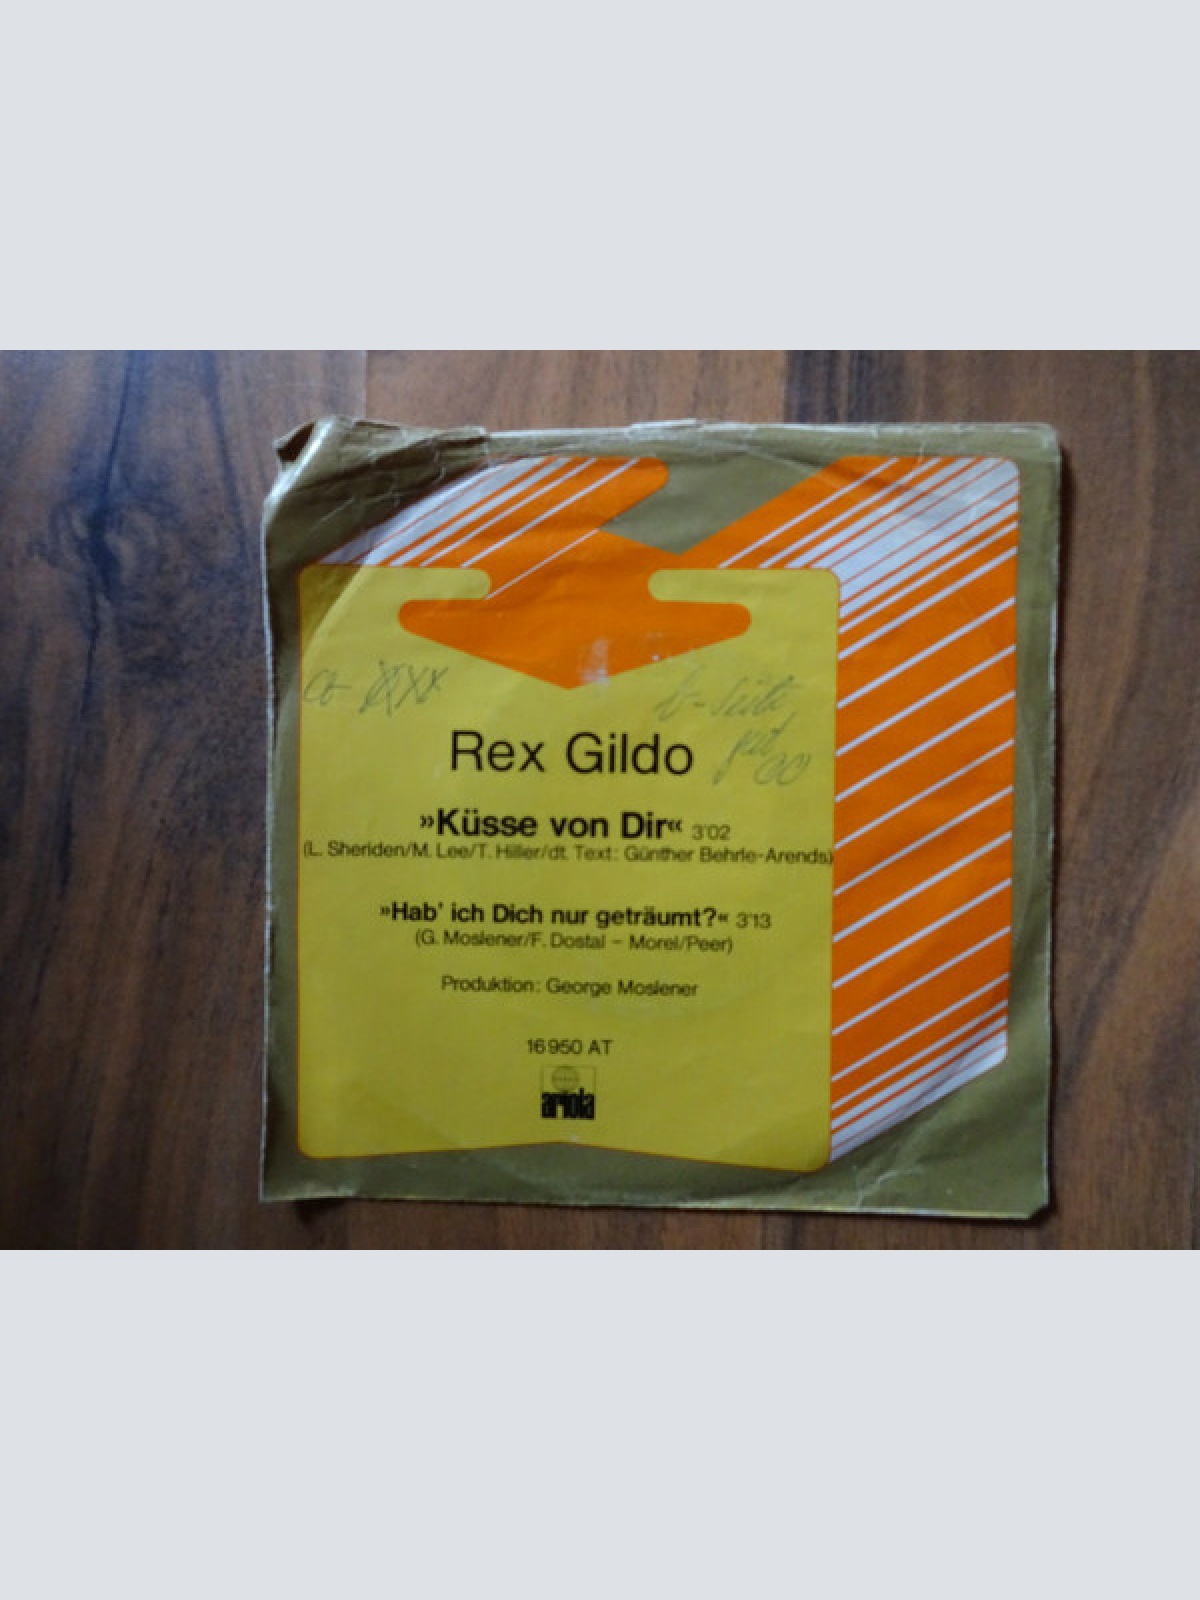 Rex Gildo
»Küsse von Dir« 3'02
(L. Sheriden/M. Lee/T. Hiller/dt. Text: Günther Behrle-Arends)
»Hab' ich Dich nur geträumt?« 3'13
(G. Moslener/F. Dostal – Morel/Peer)
Produktion: George Moslener
16 950 AT
ariola